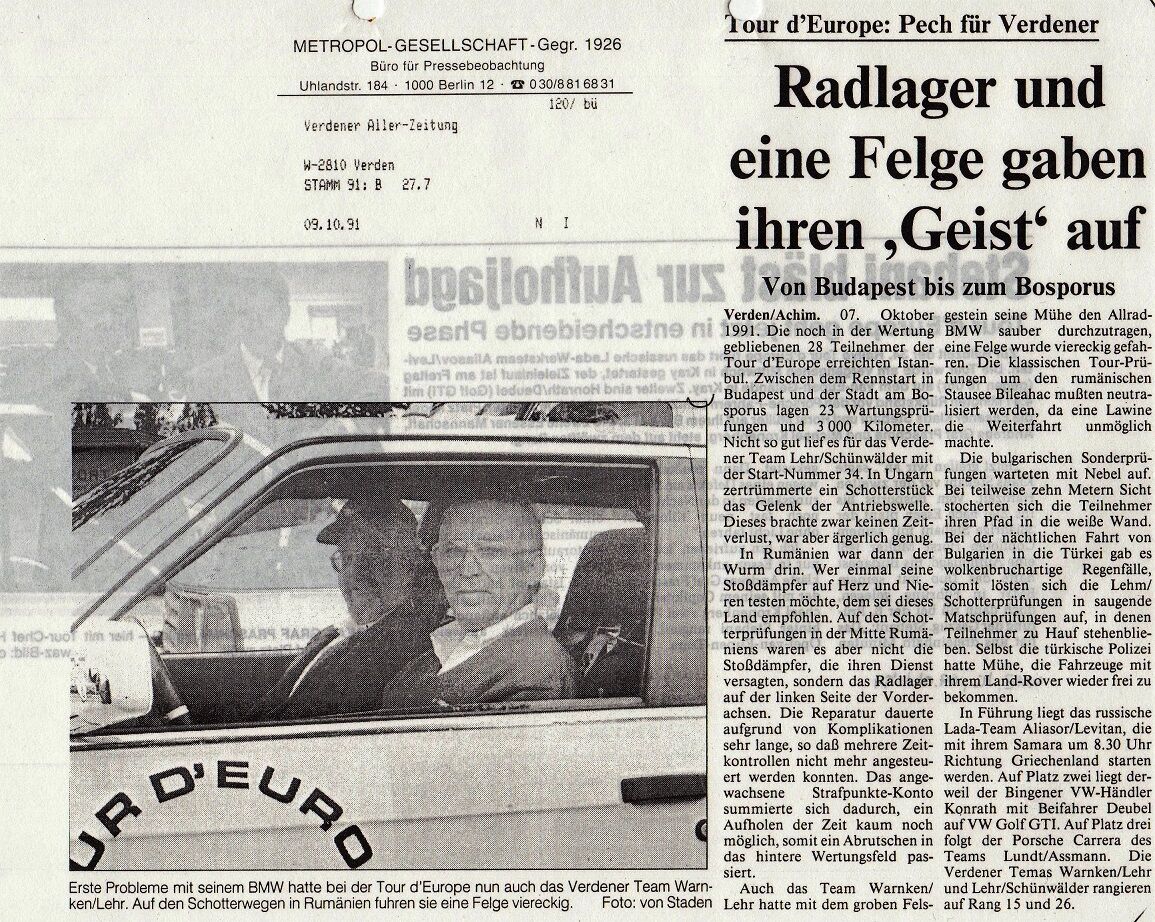 METROPOL-GESELLSCHAFT - Gegr. 1926
Büro für Pressebeobachtung
Uhlandstr. 184 · 1000 Berlin 12 · ☎ 030/8816831
120/ bü
Verdener Aller-Zeitung
W-2810 Verden
STAMM 91: B 27.7
09.10.91 N I
Tour d'Europe: Pech für Verdener
Radlager und
eine Felge gaben
ihren ‚Geist‘ auf
Von Budapest bis zum Bosporus
Verden/Achim. 07. Oktober
1991. Die noch in der Wertung
gebliebenen 28 Teilnehmer der
Tour d'Europe erreichten Istan-
bul. Zwischen dem Rennstart in
Budapest und der Stadt am Bo-
sporus lagen 23 Wartungsprü-
fungen und 3 000 Kilometer.
Nicht so gut lief es für das Verde-
ner Team Lehr/Schünwälder mit
der Start-Nummer 34. In Ungarn
zertrümmerte ein Schotterstück
das Gelenk der Antriebswelle.
Dieses brachte zwar keinen Zeit-
verlust, war aber ärgerlich genug.
In Rumänien war dann der
Wurm drin. Wer einmal seine
Stoßdämpfer auf Herz und Nie-
ren testen möchte, dem sei dieses
Land empfohlen. Auf den Schot-
terprüfungen in der Mitte Rumä-
niens waren es aber nicht die
Stoßdämpfer, die ihren Dienst
versagten, sondern das Radlager
auf der linken Seite der Vorder-
achsen. Die Reparatur dauerte
aufgrund von Komplikationen
sehr lange, so daß mehrere Zeit-
kontrollen nicht mehr angesteu-
ert werden konnten. Das ange-
wachsene Strafpunkte-Konto
summierte sich dadurch, ein
Aufholen der Zeit kaum noch
möglich, somit ein Abrutschen in
das hintere Wertungsfeld pas-
siert.
Auch das Team Warnken/
Lehr hatte mit dem groben Fels-
gestein seine Mühe den Allrad-
BMW sauber durchzutragen,
eine Felge wurde viereckig gefah-
ren. Die klassischen Tour-Prü-
fungen um den rumänischen
Stausee Bileahac mußten neutra-
lisiert werden, da eine Lawine
die Weiterfahrt unmöglich
machte.
Die bulgarischen Sonderprü-
fungen warteten mit Nebel auf.
Bei teilweise zehn Metern Sicht
stocherten sich die Teilnehmer
ihren Pfad in die weiße Wand.
Bei der nächtlichen Fahrt von
Bulgarien in die Türkei gab es
wolkenbruchartige Regenfälle,
somit lösten sich die Lehm/
Schotterprüfungen in saugende
Matschprüfungen auf, in denen
Teilnehmer zu Hauf stehenblie-
ben. Selbst die türkische Polizei
hatte Mühe, die Fahrzeuge mit
ihrem Land-Rover wieder frei zu
bekommen.
In Führung liegt das russische
Lada-Team Aliasor/Levitan, die
mit ihrem Samara um 8.30 Uhr
Richtung Griechenland starten
werden. Auf Platz zwei liegt der-
weil der Bingener VW-Händler
Konrath mit Beifahrer Deubel
auf VW Golf GTI. Auf Platz drei
folgt der Porsche Carrera des
Teams Lundt/Assmann. Die
Verdener Temas Warnken/Lehr
und Lehr/Schünwälder rangieren
auf Rang 15 und 26.
UR D'EURO
Erste Probleme mit seinem BMW hatte bei der Tour d'Europe nun auch das Verdener Team Warn-
ken/Lehr. Auf den Schotterwegen in Rumänien fuhren sie eine Felge viereckig. Foto: von Staden
Stehani bläst zur Aufholjagd
in entscheidende Phase